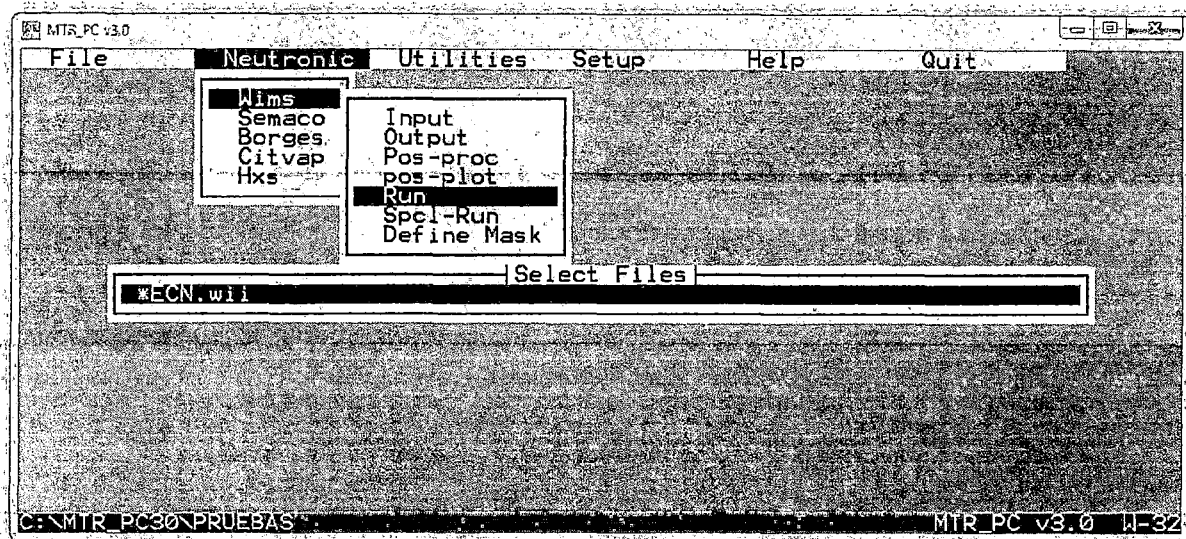 MTR_PC v3.0
File Neutronic Utilities Setup Help Quit
Wims
Semaco
Borges
Citvap
Hxs
Input
Output
Pos-proc
pos-plot
Run
Spcl-Run
Define Mask
Select Files
*ECN.wii
C:\MTR_PC30\PRUEBAS
MTR_PC v3.0 W-32